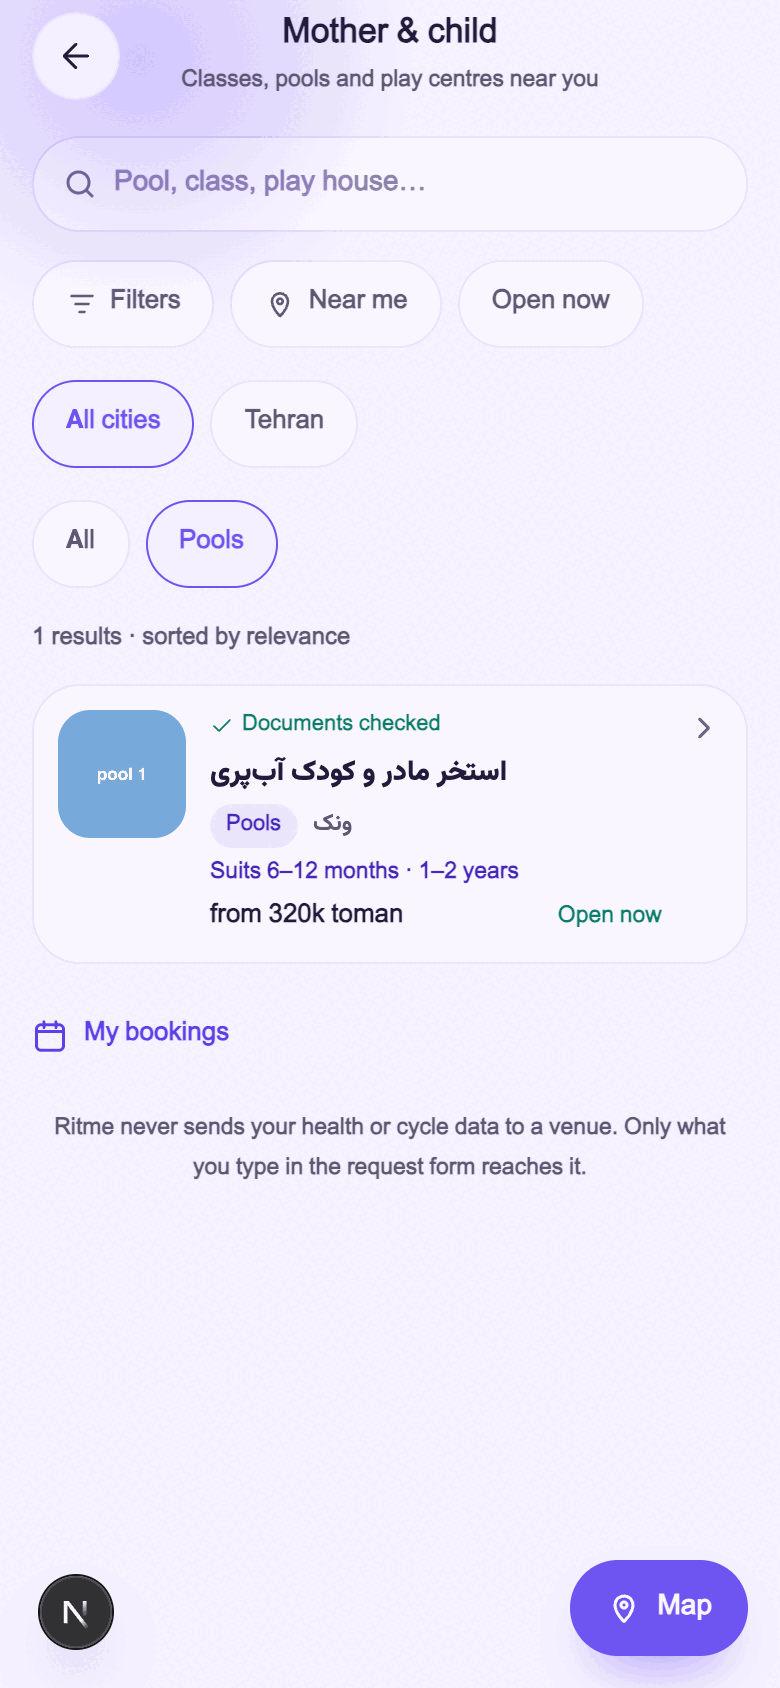 Mother & child
Classes, pools and play centres near you
Pool, class, play house...
Filters
Near me
Open now
All cities
Tehran
All
Pools
1 results · sorted by relevance
pool 1
Documents checked
استخر مادر و کودک آب‌پری
Pools
ونک
Suits 6–12 months · 1–2 years
from 320k toman
Open now
My bookings
Ritme never sends your health or cycle data to a venue. Only what
you type in the request form reaches it.
N
Map